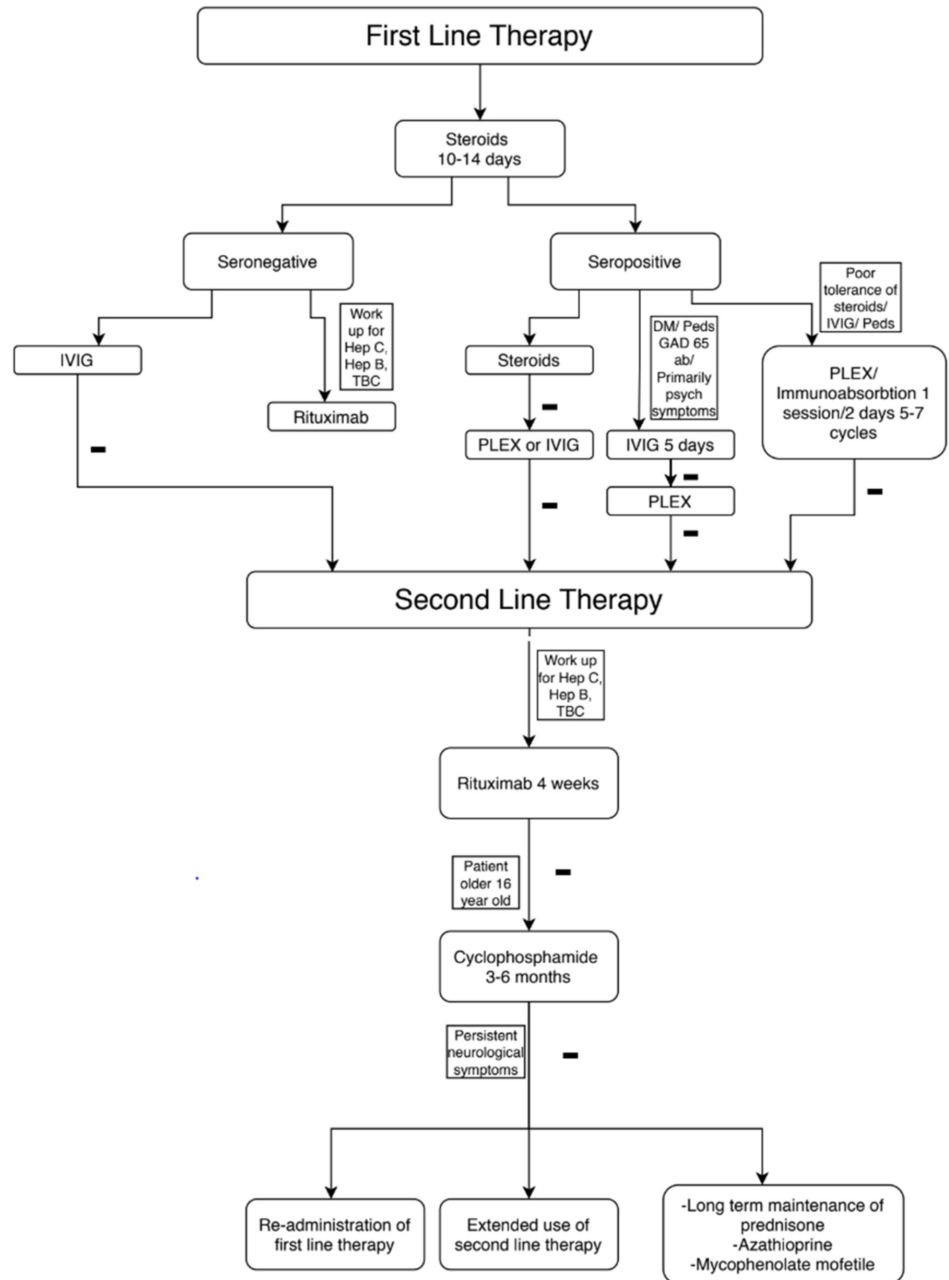 First Line Therapy
Steroids
10-14 days
Seronegative
Seropositive
Work
up for
Hep C,
Hep B,
TBC
Poor
tolerance of
steroids/
IVIG/ Peds
DM/ Peds
GAD 65
ab/
Primarily
psych
symptoms
IVIG
Rituximab
Steroids
PLEX or IVIG
IVIG 5 days
PLEX
PLEX/
Immunoabsorbtion 1
session/2 days 5-7
cycles
Second Line Therapy
Work up
for Hep C,
Hep B,
TBC
Rituximab 4 weeks
Patient
older 16
year old
Cyclophosphamide
3-6 months
Persistent
neurological
symptoms
Re-administration of
first line therapy
Extended use of
second line therapy
-Long term maintenance of
prednisone
-Azathioprine
-Mycophenolate mofetile